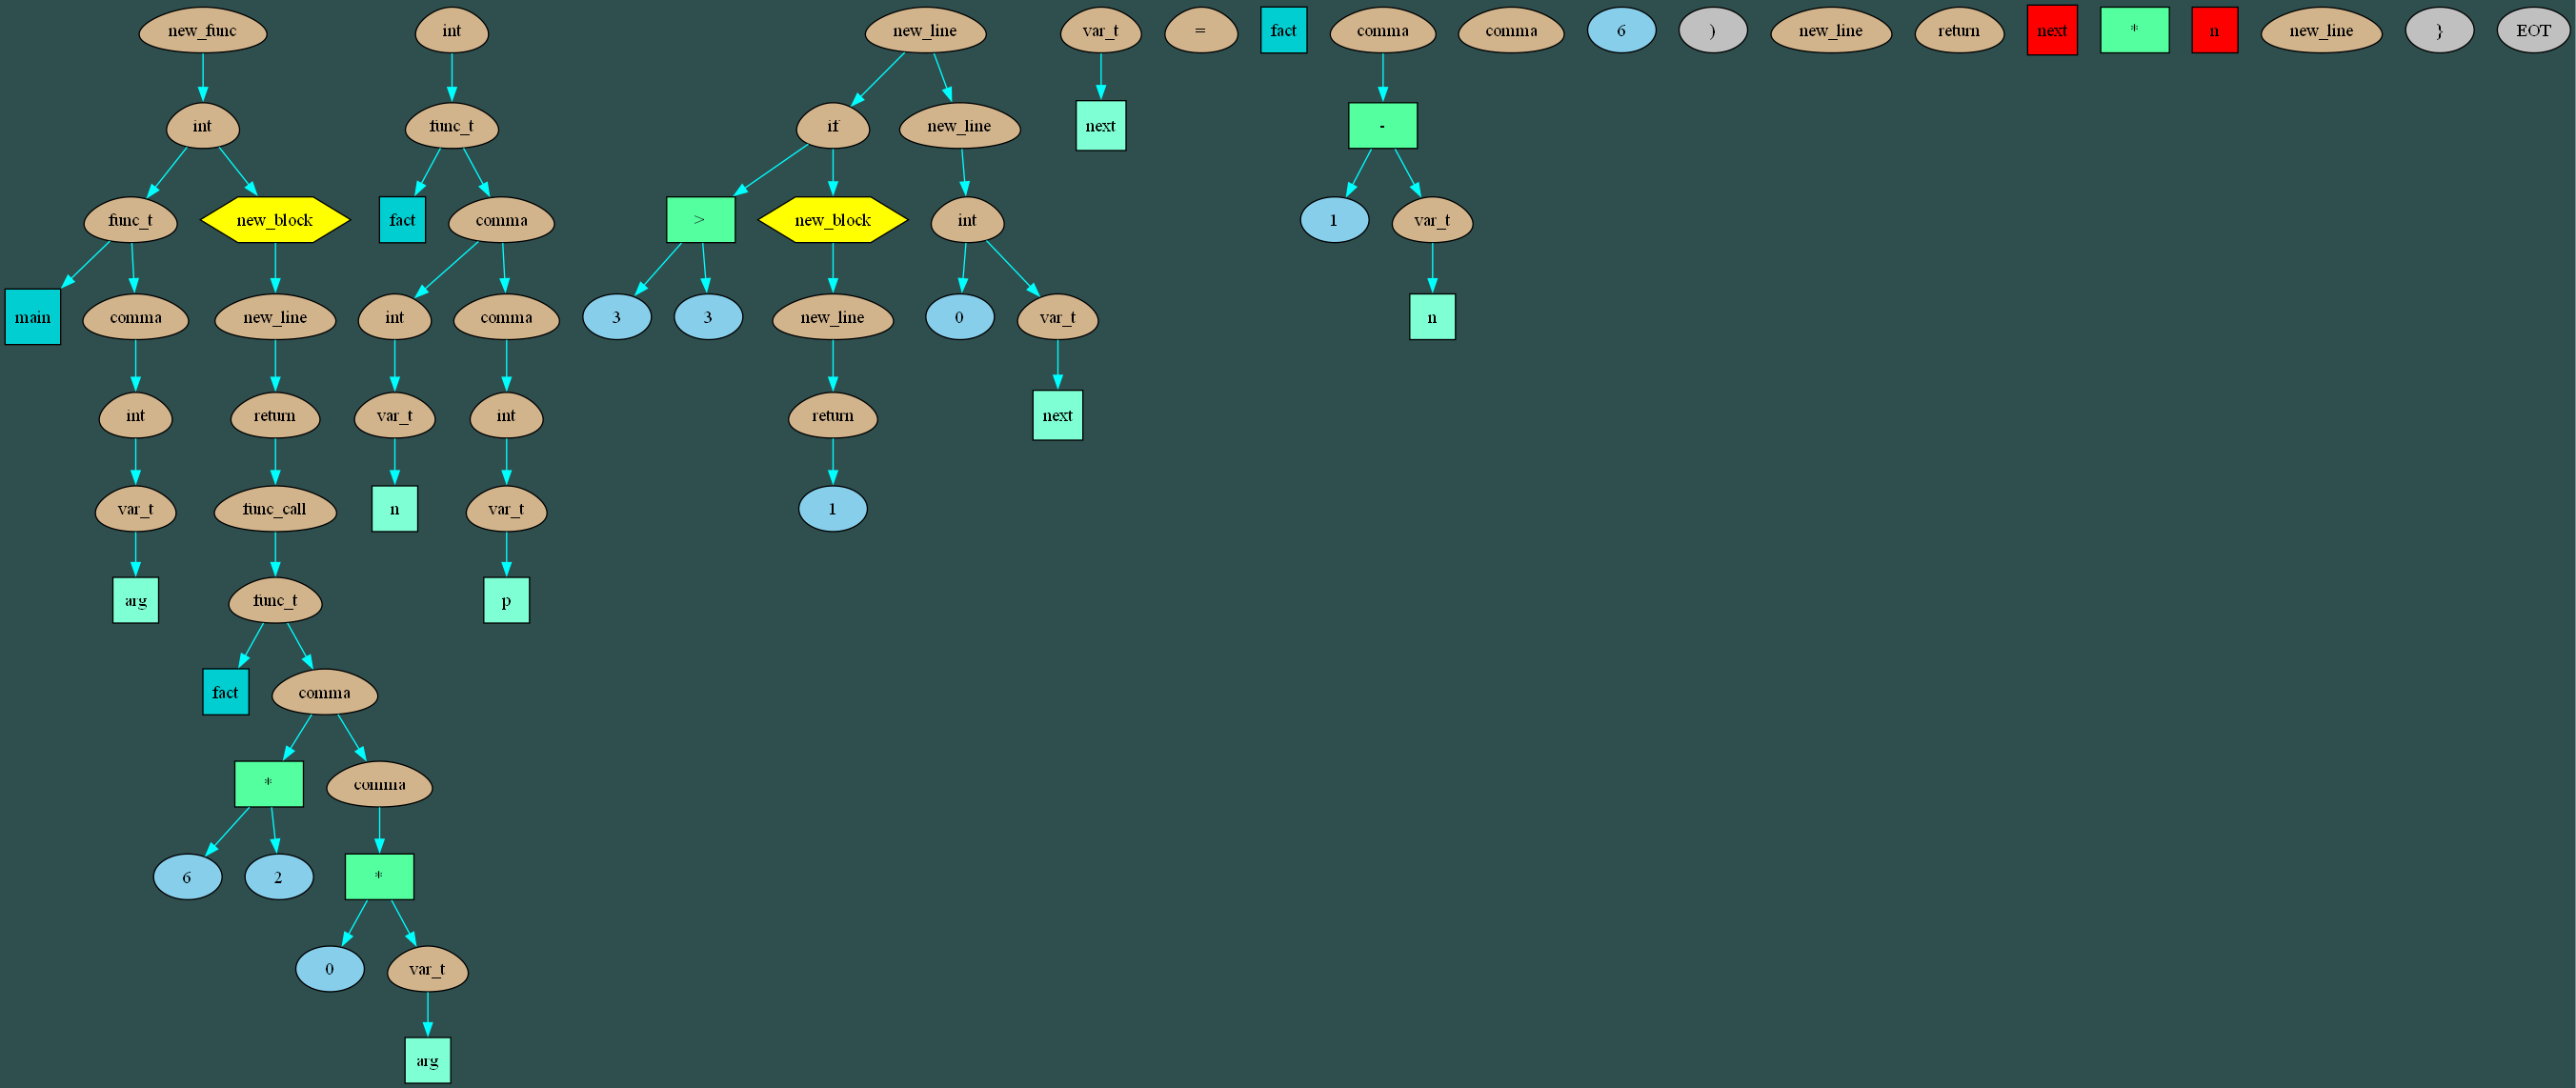 new_func int new_line var_t = fact comma comma 6 ) new_line return next * n new_line } EOT
int func_t if new_line next -
func_t new_block fact comma > new_block int 1 var_t
main comma new_line int comma 3 3 new_line 0 var_t n
int return var_t int return next
var_t func_call n var_t 1
arg func_t p
fact comma
* comma
6 2 *
0 var_t
arg